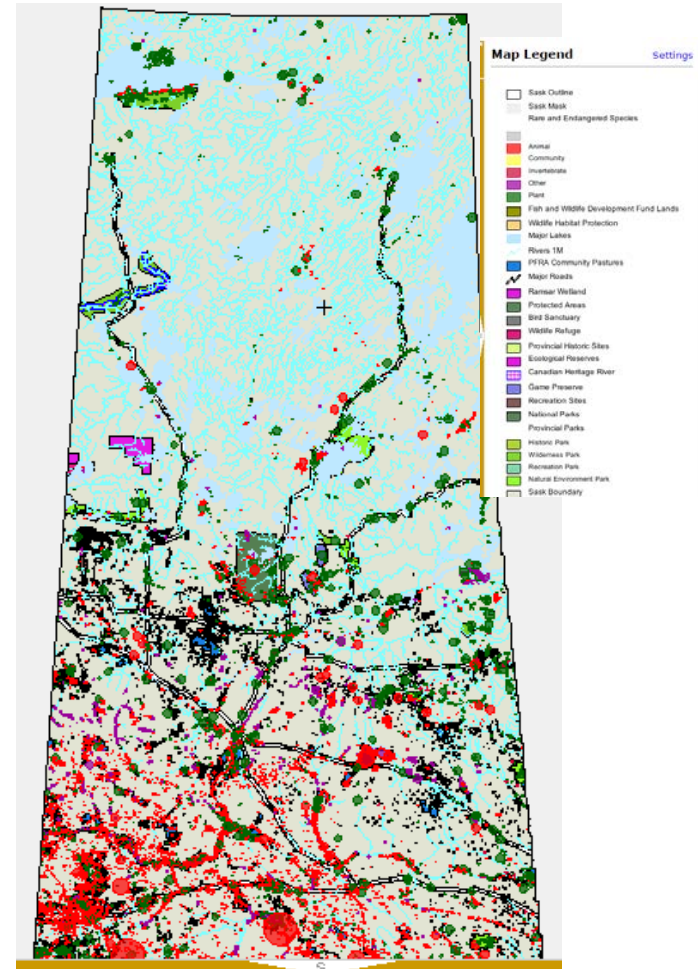 Map Legend
Settings
Sask Outline
Sask Mask
Rare and Endangered Species
Animal
Community
Invertebrate
Other
Plant
Fish and Wildlife Development Fund Lands
Wildlife Habitat Protection
Major Lakes
Rivers 1M
PFRA Community Pastures
Major Roads
Ramsar Wetland
Protected Areas
Bird Sanctuary
Wildlife Refuge
Provincial Historic Sites
Ecological Reserves
Canadian Heritage River
Game Preserve
Recreation Sites
National Parks
Provincial Parks
Historic Park
Wilderness Park
Recreation Park
Natural Environment Park
Sask Boundary
S